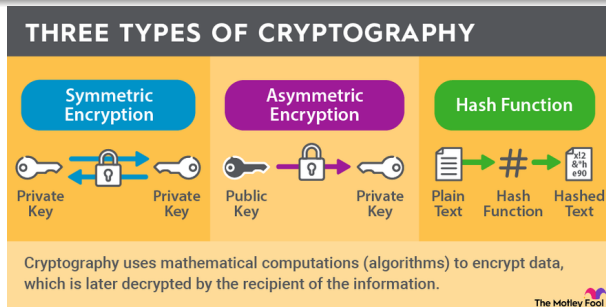 THREE TYPES OF CRYPTOGRAPHY
Symmetric
Encryption
Private
Key
Private
Key
Asymmetric
Encryption
Public
Key
Private
Key
Hash Function
#
x!2
&*h
e90
Plain
Text
Hash
Function
Hashed
Text
Cryptography uses mathematical computations (algorithms) to encrypt data,
which is later decrypted by the recipient of the information.
The Motley Fool